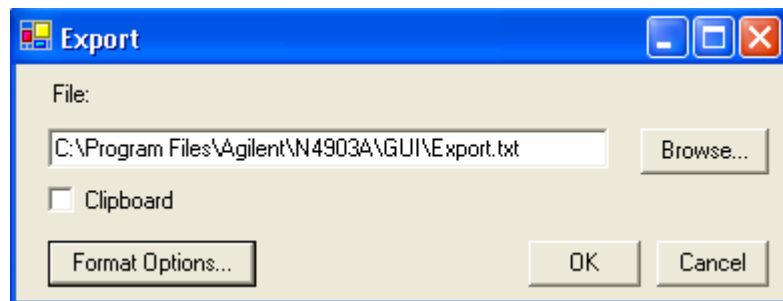 Export
File:
C:\Program Files\Agilent\N4903A\GUI\Export.txt
Browse...
Clipboard
Format Options...
OK
Cancel